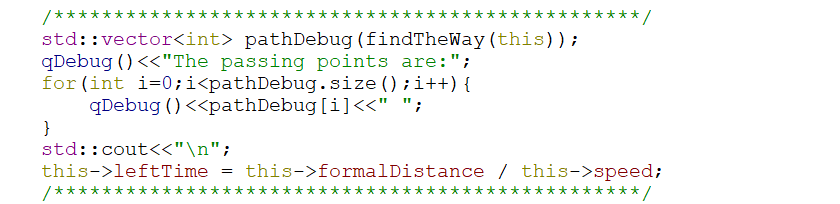 /*************************************************/
std::vector<int> pathDebug(findTheWay(this));
qDebug()<<"The passing points are:";
for(int i=0;i<pathDebug.size();i++){
    qDebug()<<pathDebug[i]<<" ";
}
std::cout<<"\n";
this->leftTime = this->formalDistance / this->speed;
/*************************************************/